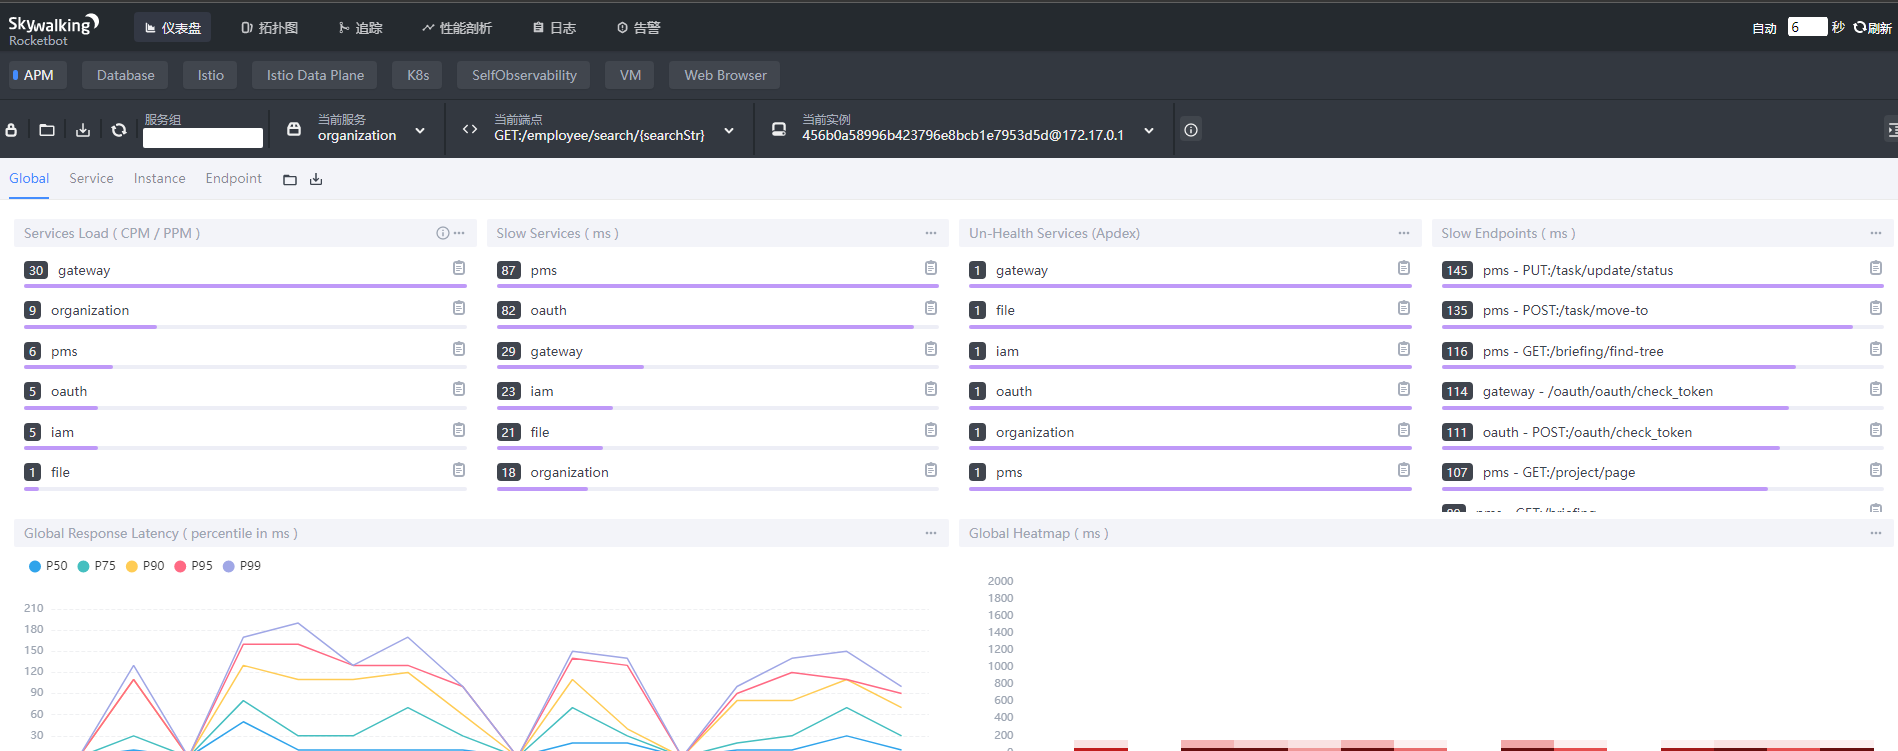 Skywalking
Rocketbot
仪表盘
拓扑图
追踪
性能剖析
日志
告警
自动 6 秒 刷新
APM
Database
Istio
Istio Data Plane
K8s
SelfObservability
VM
Web Browser
服务组
当前服务
organization
当前端点
GET:/employee/search/{searchStr}
当前实例
456b0a58996b423796e8bcb1e7953d5d@172.17.0.1
Global
Service
Instance
Endpoint
Services Load ( CPM / PPM )
30 gateway
9 organization
6 pms
5 oauth
5 iam
1 file
Slow Services ( ms )
87 pms
82 oauth
29 gateway
23 iam
21 file
18 organization
Un-Health Services (Apdex)
1 gateway
1 file
1 iam
1 oauth
1 organization
1 pms
Slow Endpoints ( ms )
145 pms - PUT:/task/update/status
135 pms - POST:/task/move-to
116 pms - GET:/briefing/find-tree
114 gateway - /oauth/oauth/check_token
111 oauth - POST:/oauth/check_token
107 pms - GET:/project/page
pms - GET:/briefing
Global Response Latency ( percentile in ms )
P50 P75 P90 P95 P99
210
180
150
120
90
60
30
Global Heatmap ( ms )
2000
1800
1600
1400
1200
1000
800
600
400
200
0